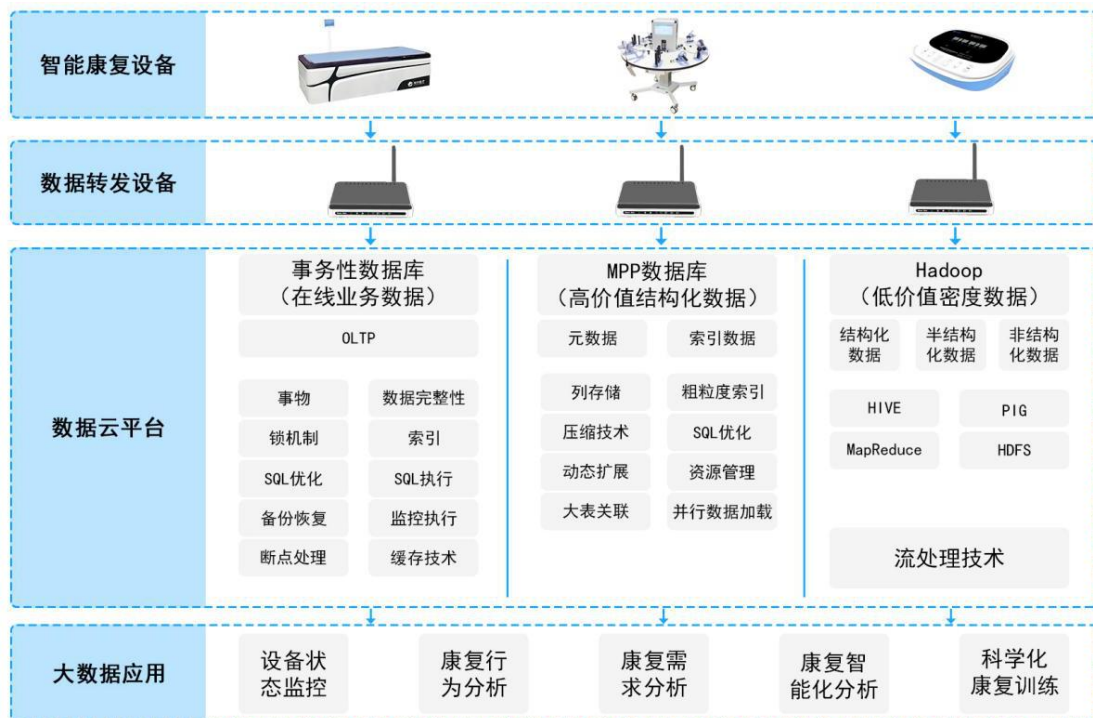 智能康复设备
数据转发设备
数据云平台
事务性数据库
（在线业务数据）
OLTP
事物
数据完整性
锁机制
索引
SQL优化
SQL执行
备份恢复
监控执行
断点处理
缓存技术
MPP数据库
（高价值结构化数据）
元数据
索引数据
列存储
粗粒度索引
压缩技术
SQL优化
动态扩展
资源管理
大表关联
并行数据加载
Hadoop
（低价值密度数据）
结构化
数据
半结构
化数据
非结构
化数据
HIVE
PIG
MapReduce
HDFS
流处理技术
大数据应用
设备状
态监控
康复行
为分析
康复需
求分析
康复智
能化分析
科学化
康复训练